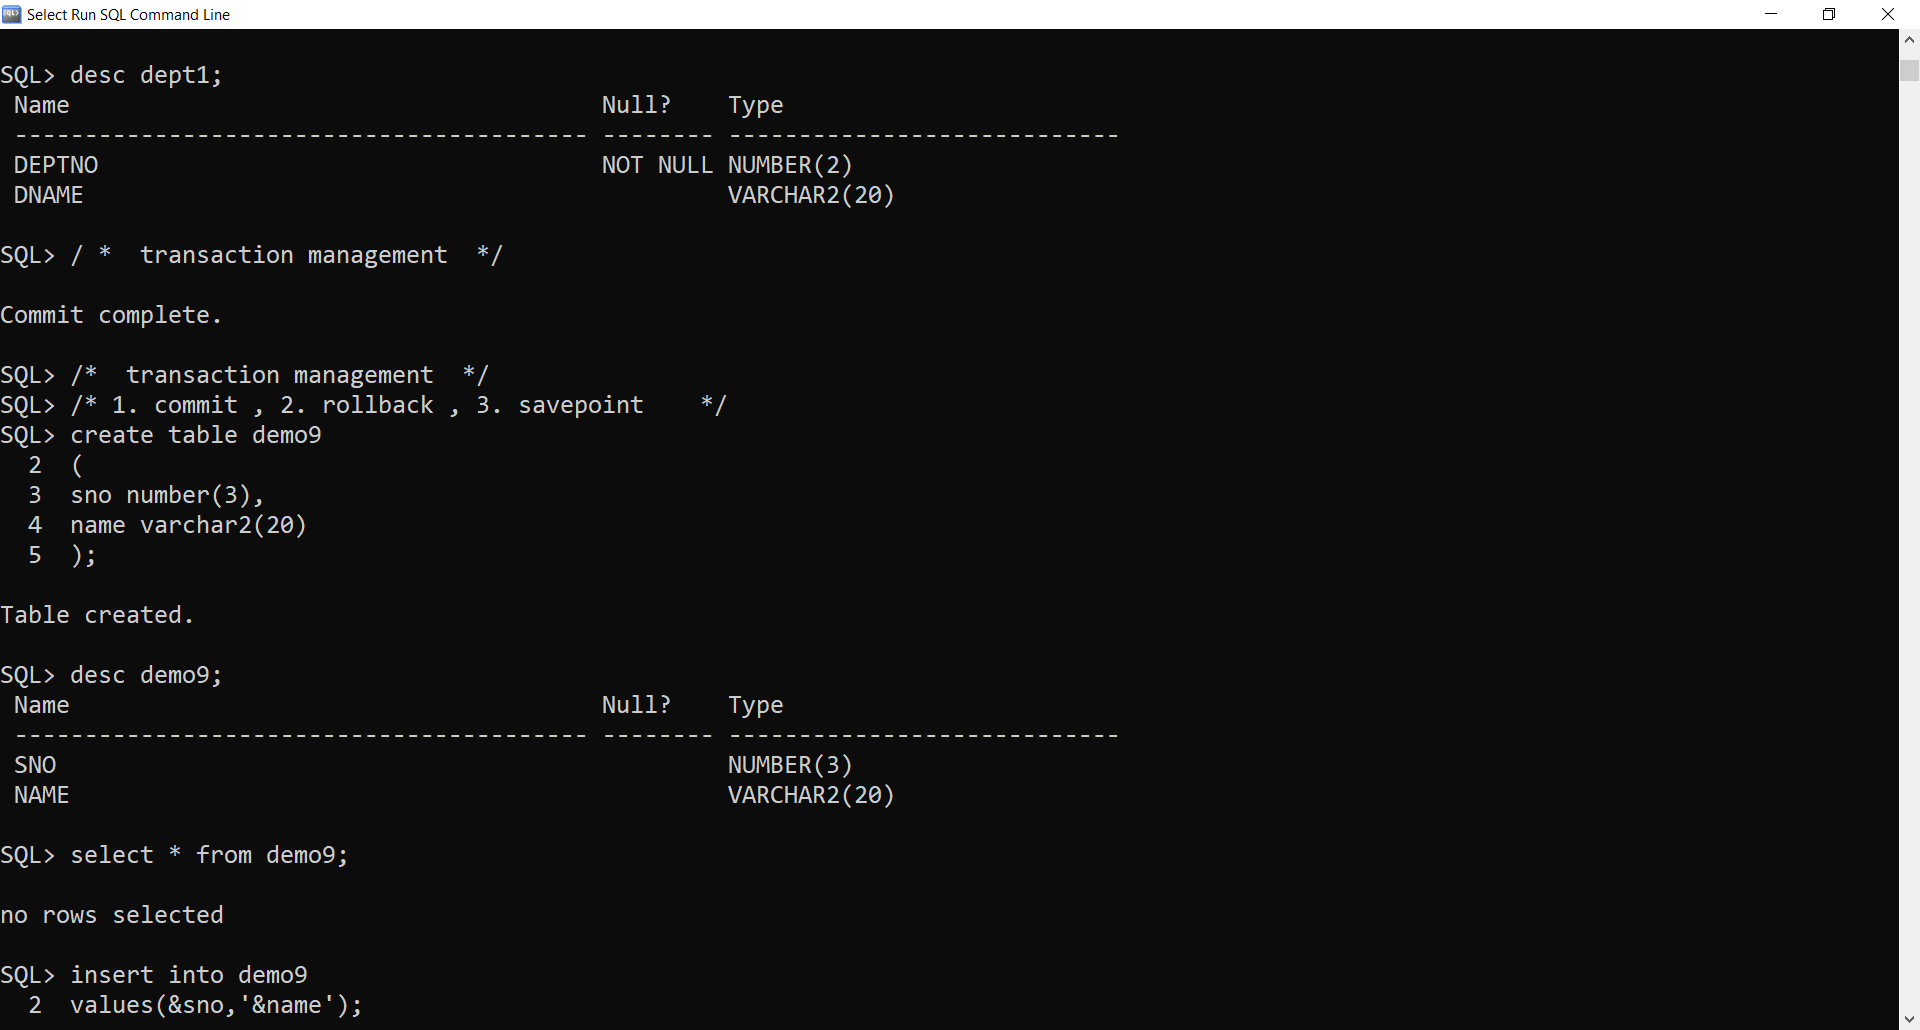 Select Run SQL Command Line
SQL> desc dept1;
 Name                                      Null?    Type
 ----------------------------------------- -------- ----------------------------
 DEPTNO                                    NOT NULL NUMBER(2)
 DNAME                                              VARCHAR2(20)
SQL> / *  transaction management  */
Commit complete.
SQL> /*  transaction management  */
SQL> /* 1. commit , 2. rollback , 3. savepoint    */
SQL> create table demo9
  2  (
  3  sno number(3),
  4  name varchar2(20)
  5  );
Table created.
SQL> desc demo9;
 Name                                      Null?    Type
 ----------------------------------------- -------- ----------------------------
 SNO                                                NUMBER(3)
 NAME                                               VARCHAR2(20)
SQL> select * from demo9;
no rows selected
SQL> insert into demo9
  2  values(&sno,'&name');